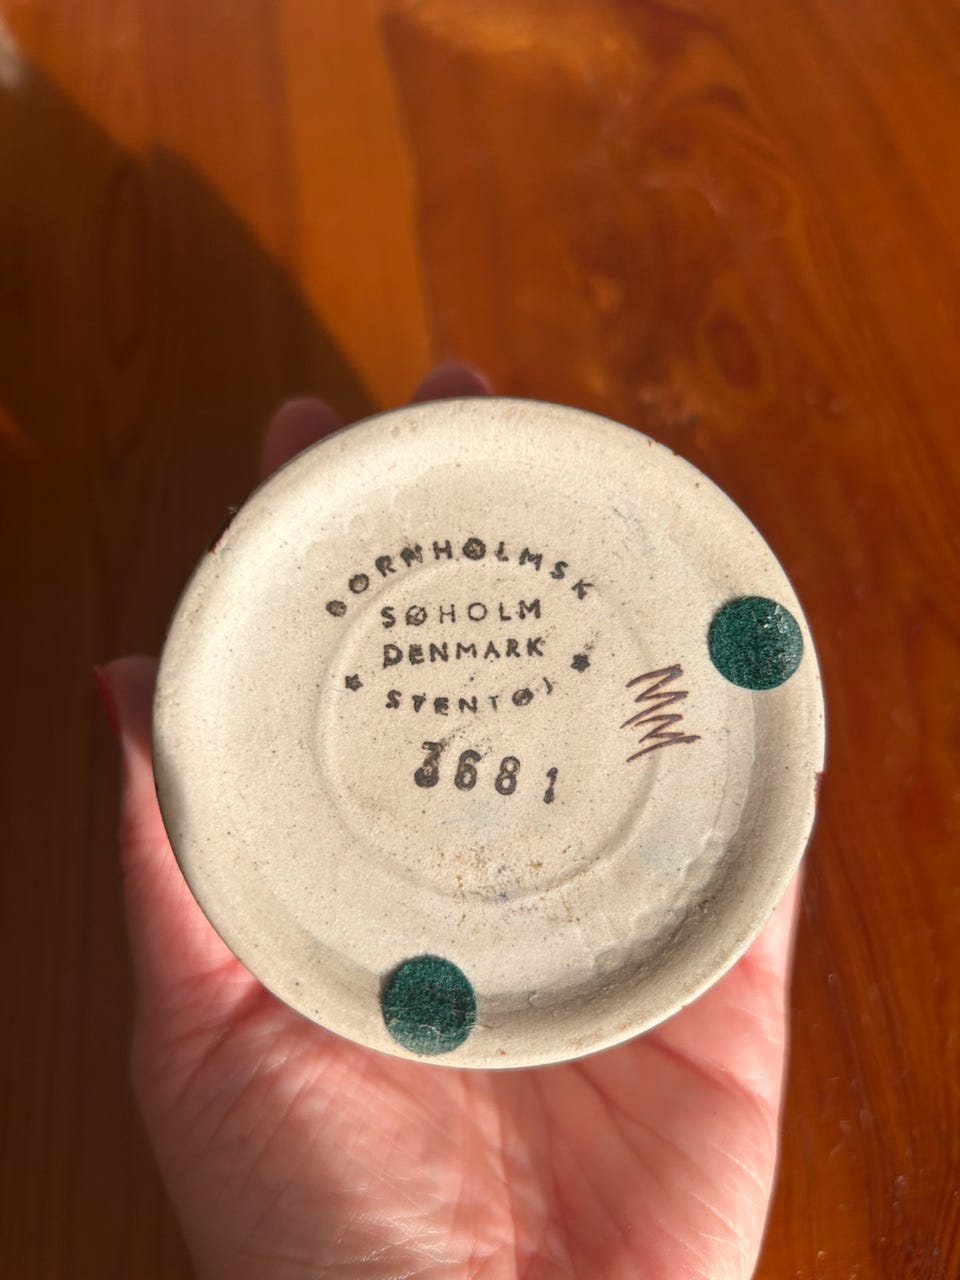 BORNHOLMSK
SØHOLM
DENMARK
STENTØJ
3681